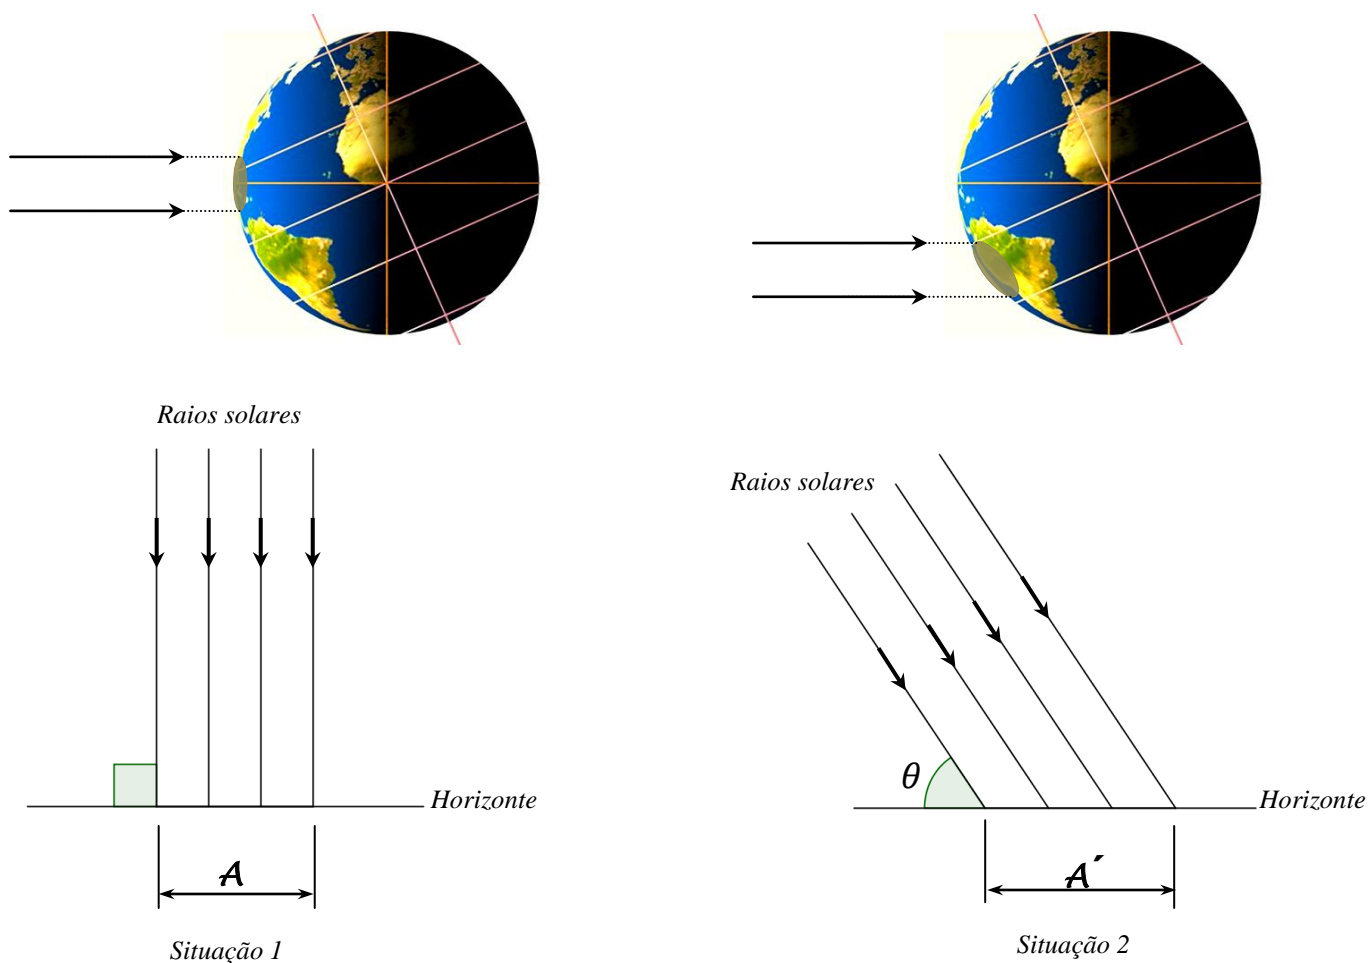 Raios solares
Raios solares
θ
Horizonte
Horizonte
A
A´
Situação 1
Situação 2